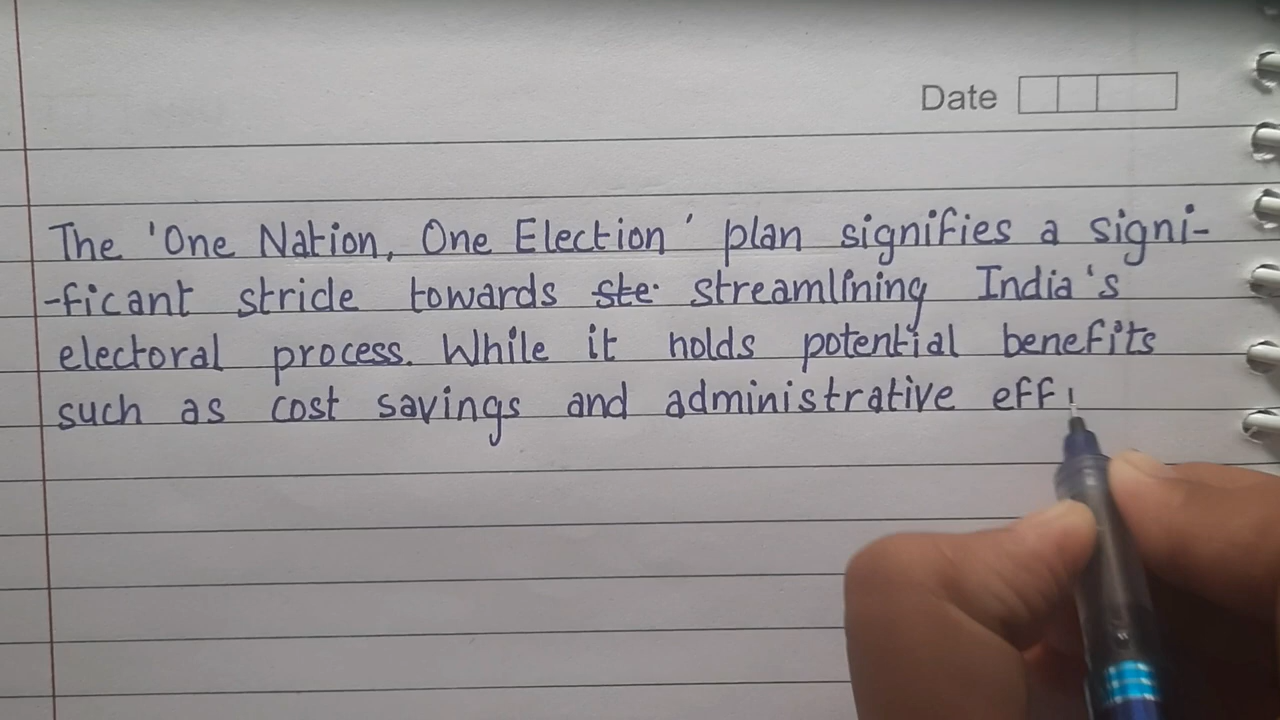 Date
The 'One Nation, One Election' plan signifies a signi-
-ficant stride towards ste streamlining India's
electoral process. While it holds potential benefits
such as cost savings and administrative effi